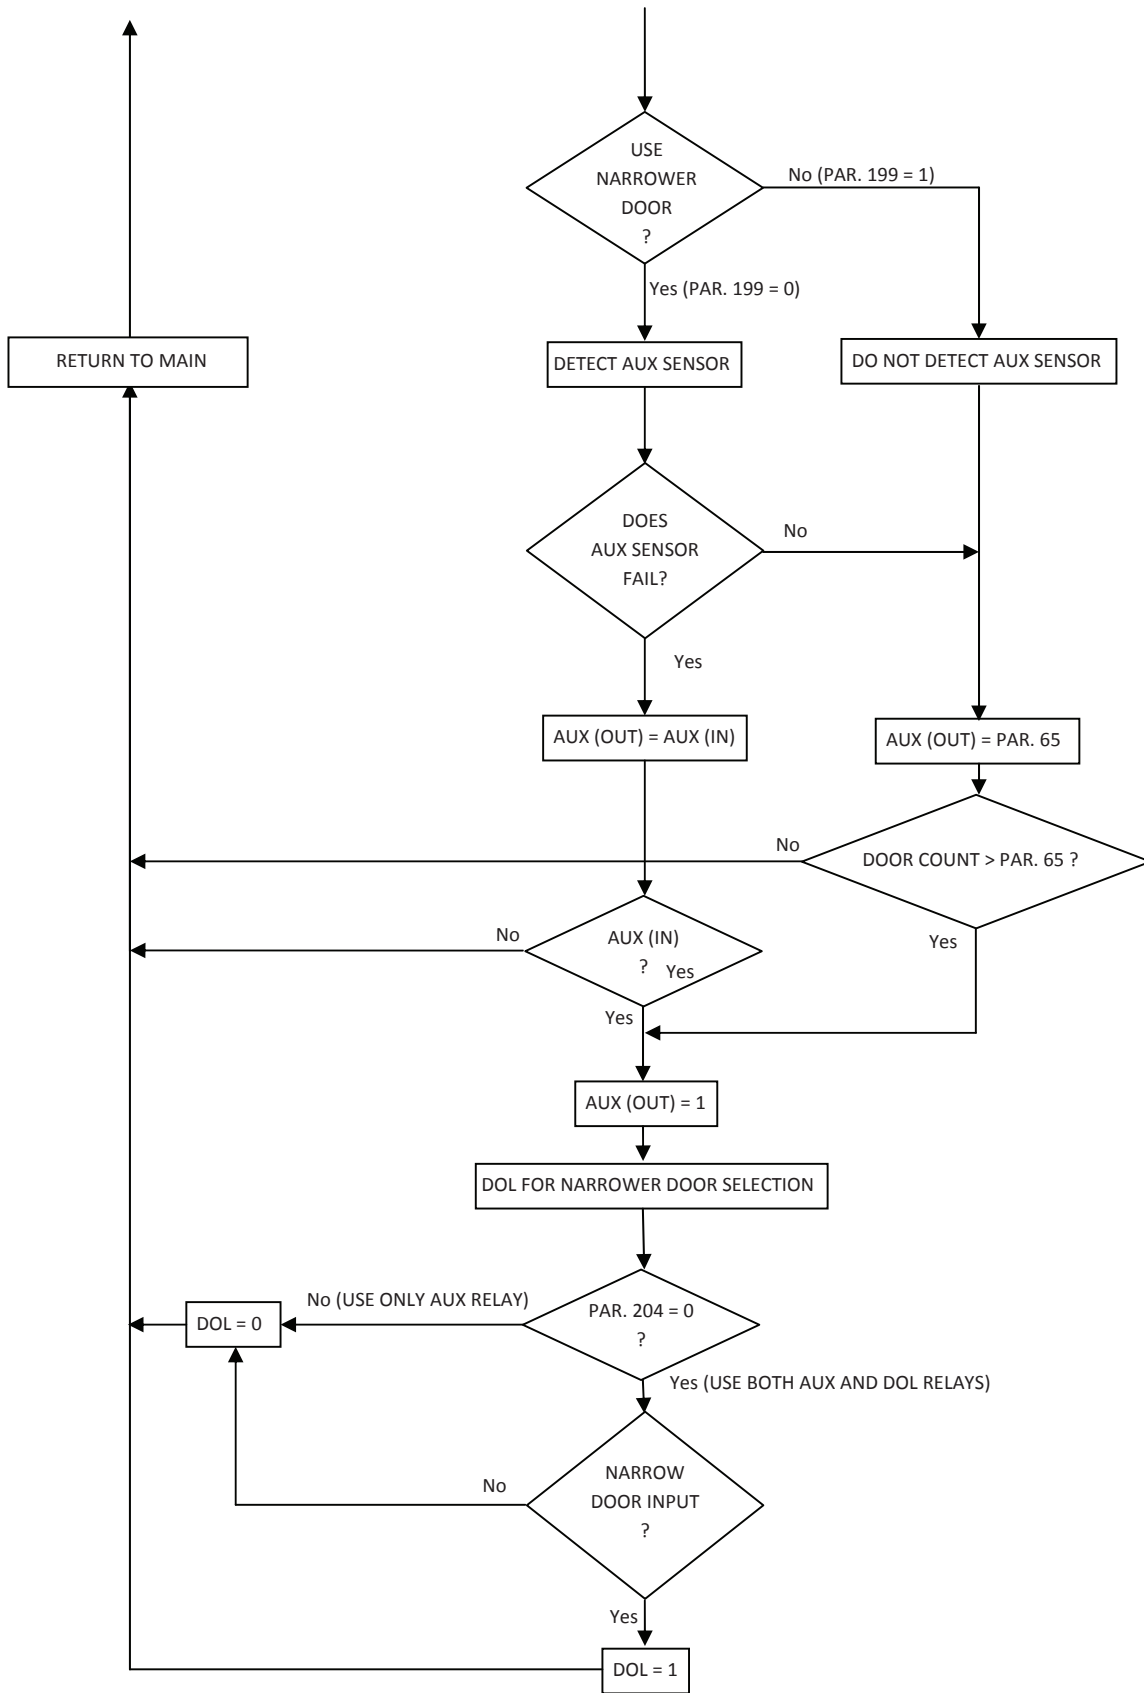 USE
NARROWER
DOOR
?
No (PAR. 199 = 1)
Yes (PAR. 199 = 0)
RETURN TO MAIN
DETECT AUX SENSOR
DO NOT DETECT AUX SENSOR
DOES
AUX SENSOR
FAIL?
No
Yes
AUX (OUT) = AUX (IN)
AUX (OUT) = PAR. 65
DOOR COUNT > PAR. 65 ?
No
Yes
AUX (IN)
?
Yes
No
Yes
AUX (OUT) = 1
DOL FOR NARROWER DOOR SELECTION
PAR. 204 = 0
?
No (USE ONLY AUX RELAY)
DOL = 0
Yes (USE BOTH AUX AND DOL RELAYS)
NARROW
DOOR INPUT
?
No
Yes
DOL = 1